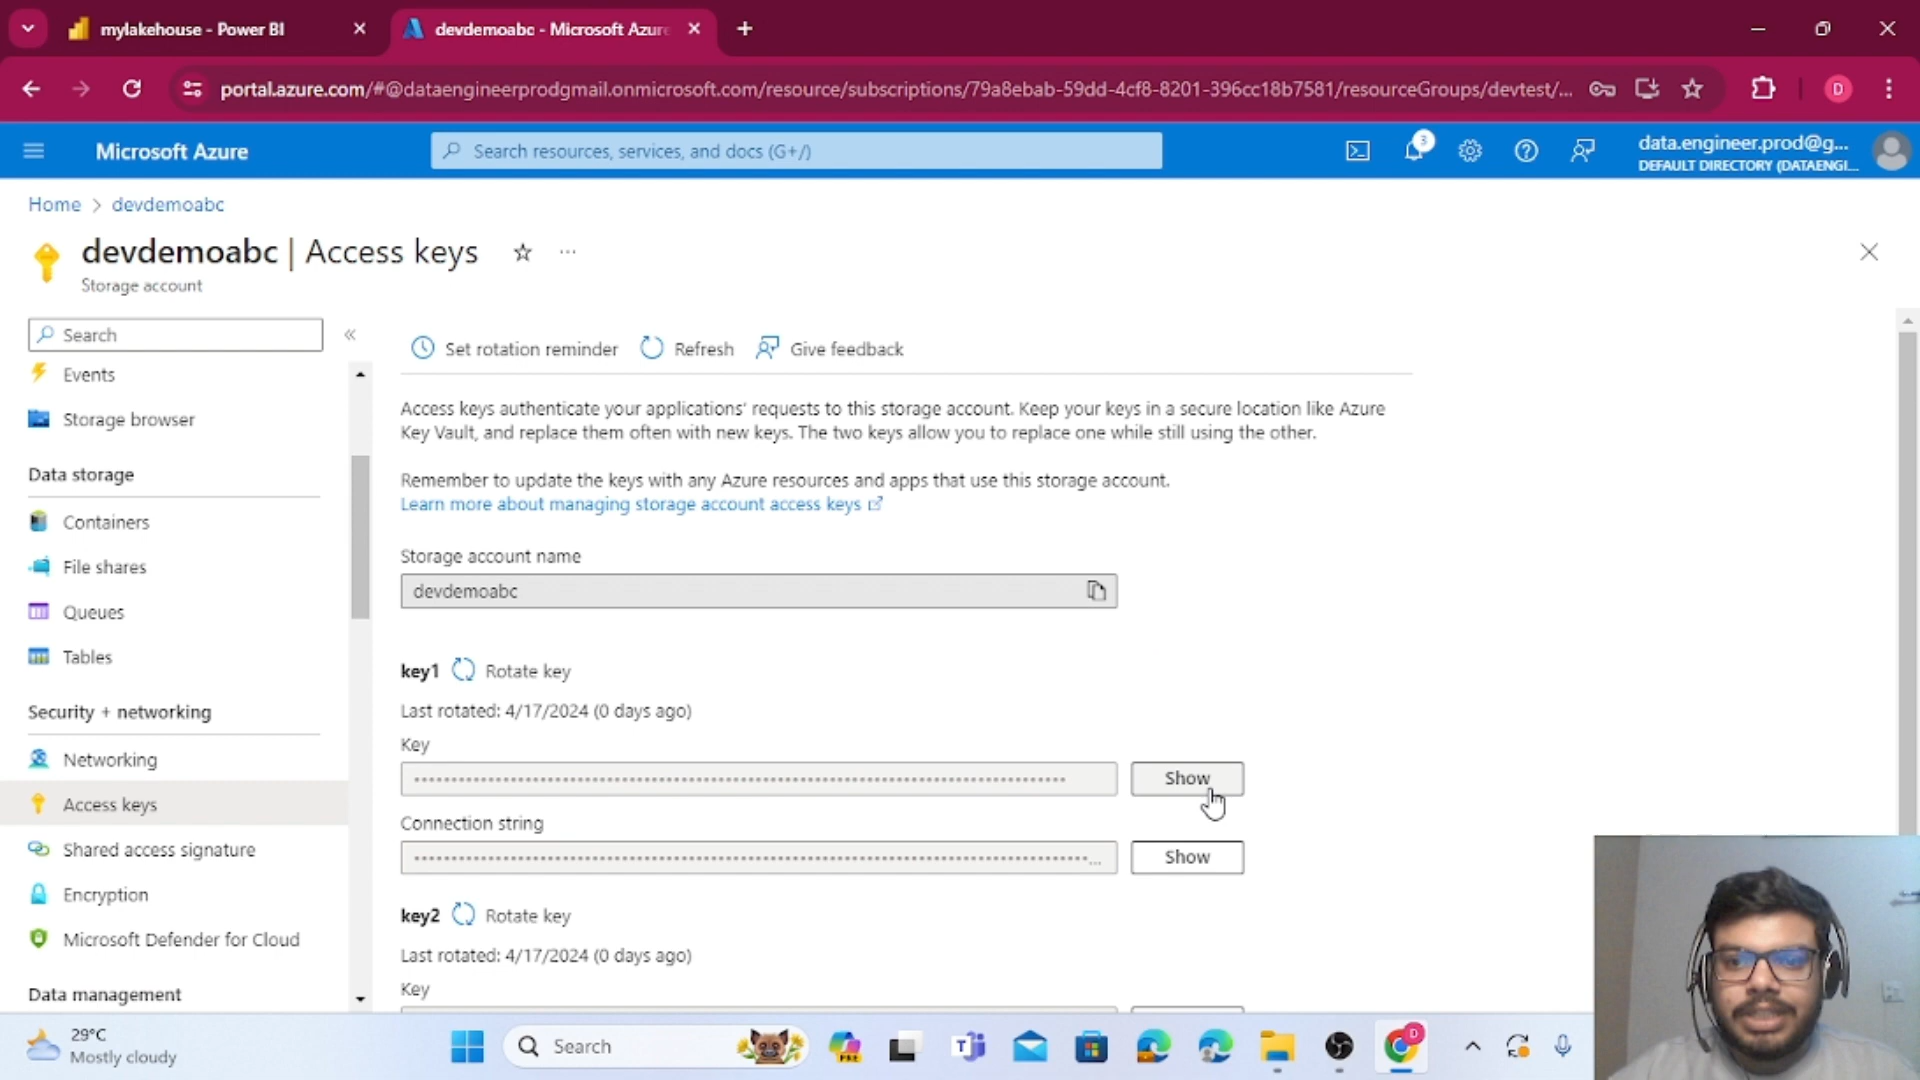 mylakehouse - Power BI
devdemoabc - Microsoft Azur
portal.azure.com/#@dataengineerprodgmail.onmicrosoft.com/resource/subscriptions/79a8ebab-59dd-4cf8-8201-396cc18b7581/resourceGroups/devtest/...
D
Microsoft Azure
Search resources, services, and docs (G+/)
3
data.engineer.prod@g...
DEFAULT DIRECTORY (DATAENGI...
Home > devdemoabc
devdemoabc | Access keys
Storage account
Search
Events
Storage browser
Data storage
Containers
File shares
Queues
Tables
Security + networking
Networking
Access keys
Shared access signature
Encryption
Microsoft Defender for Cloud
Data management
Set rotation reminder Refresh Give feedback
Access keys authenticate your applications' requests to this storage account. Keep your keys in a secure location like Azure
Key Vault, and replace them often with new keys. The two keys allow you to replace one while still using the other.
Remember to update the keys with any Azure resources and apps that use this storage account.
Learn more about managing storage account access keys
Storage account name
devdemoabc
key1 Rotate key
Last rotated: 4/17/2024 (0 days ago)
Key
Show
Connection string
Show
key2 Rotate key
Last rotated: 4/17/2024 (0 days ago)
Key
29°C
Mostly cloudy
Search
PRE
T
D